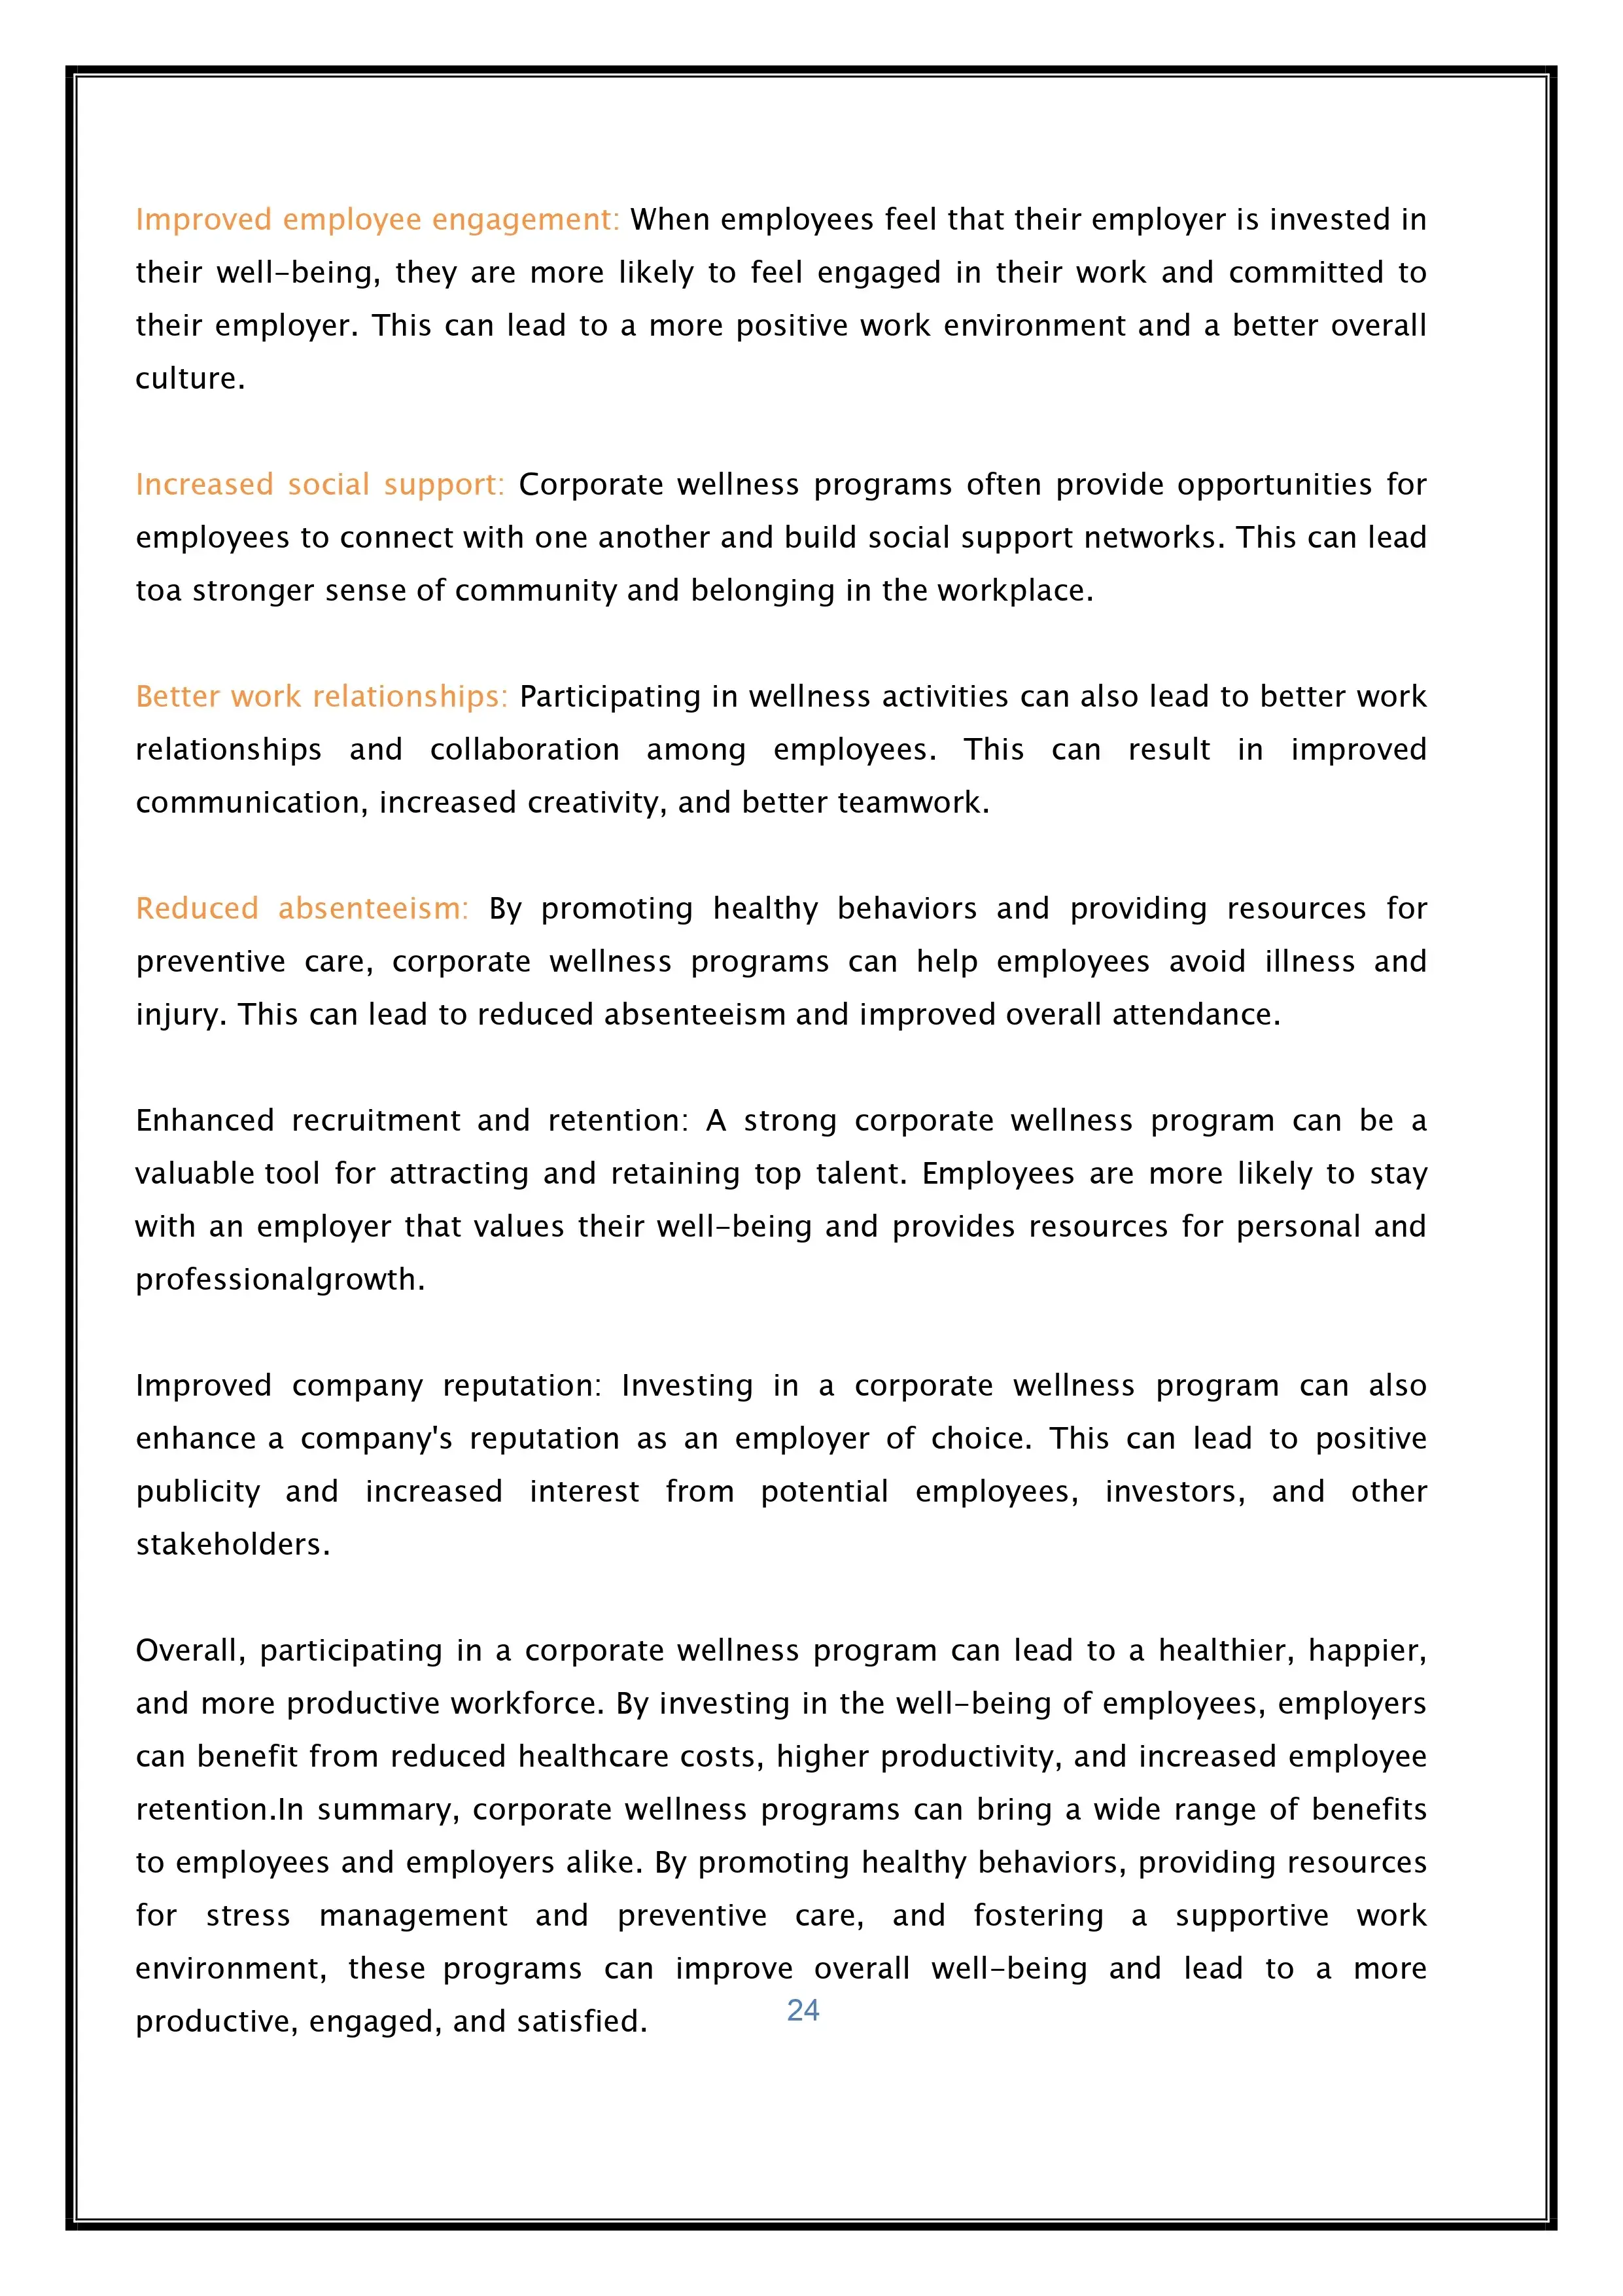 Improved employee engagement: When employees feel that their employer is invested in
their well-being, they are more likely to feel engaged in their work and committed to
their employer. This can lead to a more positive work environment and a better overall
culture.
Increased social support: Corporate wellness programs often provide opportunities for
employees to connect with one another and build social support networks. This can lead
toa stronger sense of community and belonging in the workplace.
Better work relationships: Participating in wellness activities can also lead to better work
relationships and collaboration among employees. This can result in improved
communication, increased creativity, and better teamwork.
Reduced absenteeism: By promoting healthy behaviors and providing resources for
preventive care, corporate wellness programs can help employees avoid illness and
injury. This can lead to reduced absenteeism and improved overall attendance.
Enhanced recruitment and retention: A strong corporate wellness program can be a
valuable tool for attracting and retaining top talent. Employees are more likely to stay
with an employer that values their well-being and provides resources for personal and
professionalgrowth.
Improved company reputation: Investing in a corporate wellness program can also
enhance a company's reputation as an employer of choice. This can lead to positive
publicity and increased interest from potential employees, investors, and other
stakeholders.
Overall, participating in a corporate wellness program can lead to a healthier, happier,
and more productive workforce. By investing in the well-being of employees, employers
can benefit from reduced healthcare costs, higher productivity, and increased employee
retention.In summary, corporate wellness programs can bring a wide range of benefits
to employees and employers alike. By promoting healthy behaviors, providing resources
for stress management and preventive care, and fostering a supportive work
environment, these programs can improve overall well-being and lead to a more
productive, engaged, and satisfied.
24